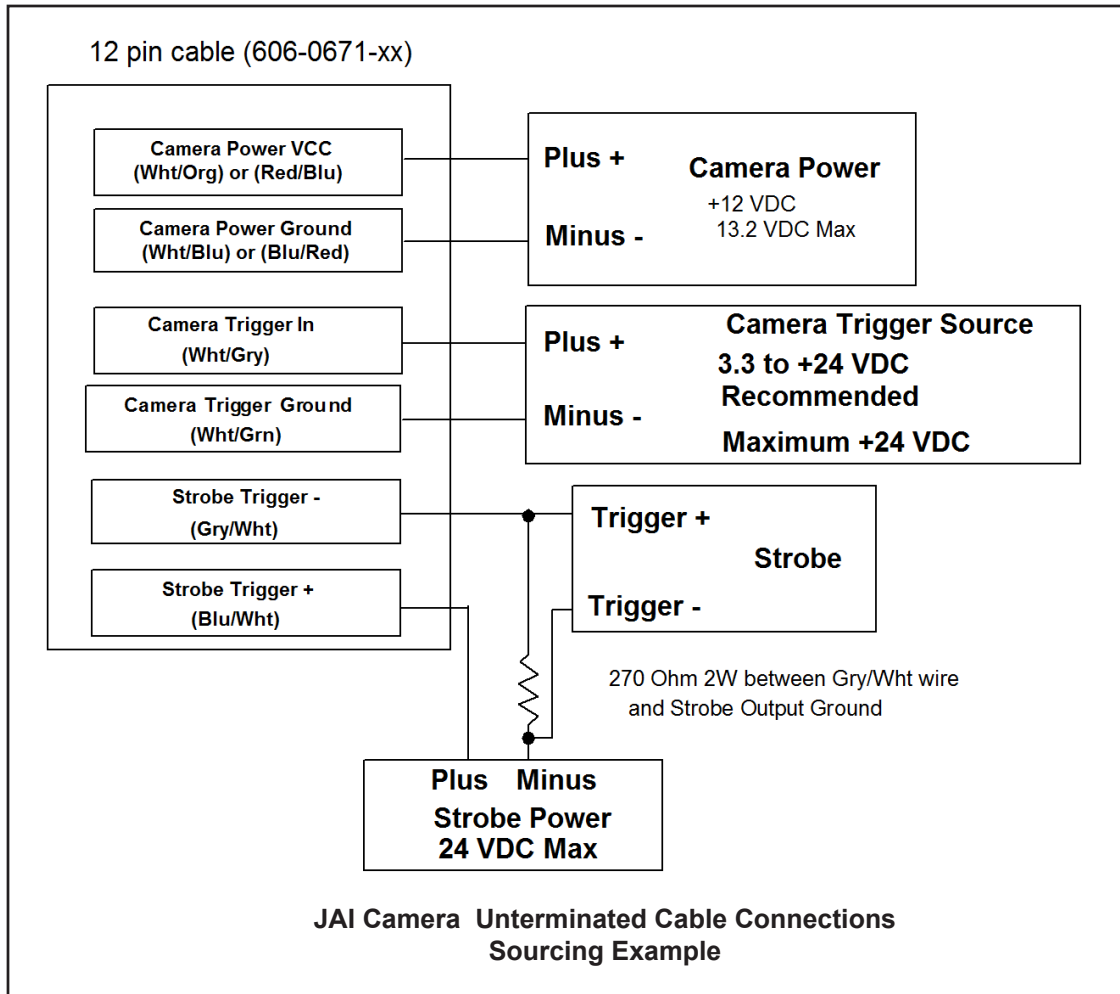 12 pin cable (606-0671-xx)
Camera Power VCC
(Wht/Org) or (Red/Blu)
Camera Power Ground
(Wht/Blu) or (Blu/Red)
Camera Trigger In
(Wht/Gry)
Camera Trigger Ground
(Wht/Grn)
Strobe Trigger -
(Gry/Wht)
Strobe Trigger +
(Blu/Wht)
Plus +
Minus -
Camera Power
+12 VDC
13.2 VDC Max
Plus +
Minus -
Camera Trigger Source
3.3 to +24 VDC
Recommended
Maximum +24 VDC
Trigger +
Strobe
Trigger -
270 Ohm 2W between Gry/Wht wire
and Strobe Output Ground
Plus Minus
Strobe Power
24 VDC Max
JAI Camera Unterminated Cable Connections
Sourcing Example